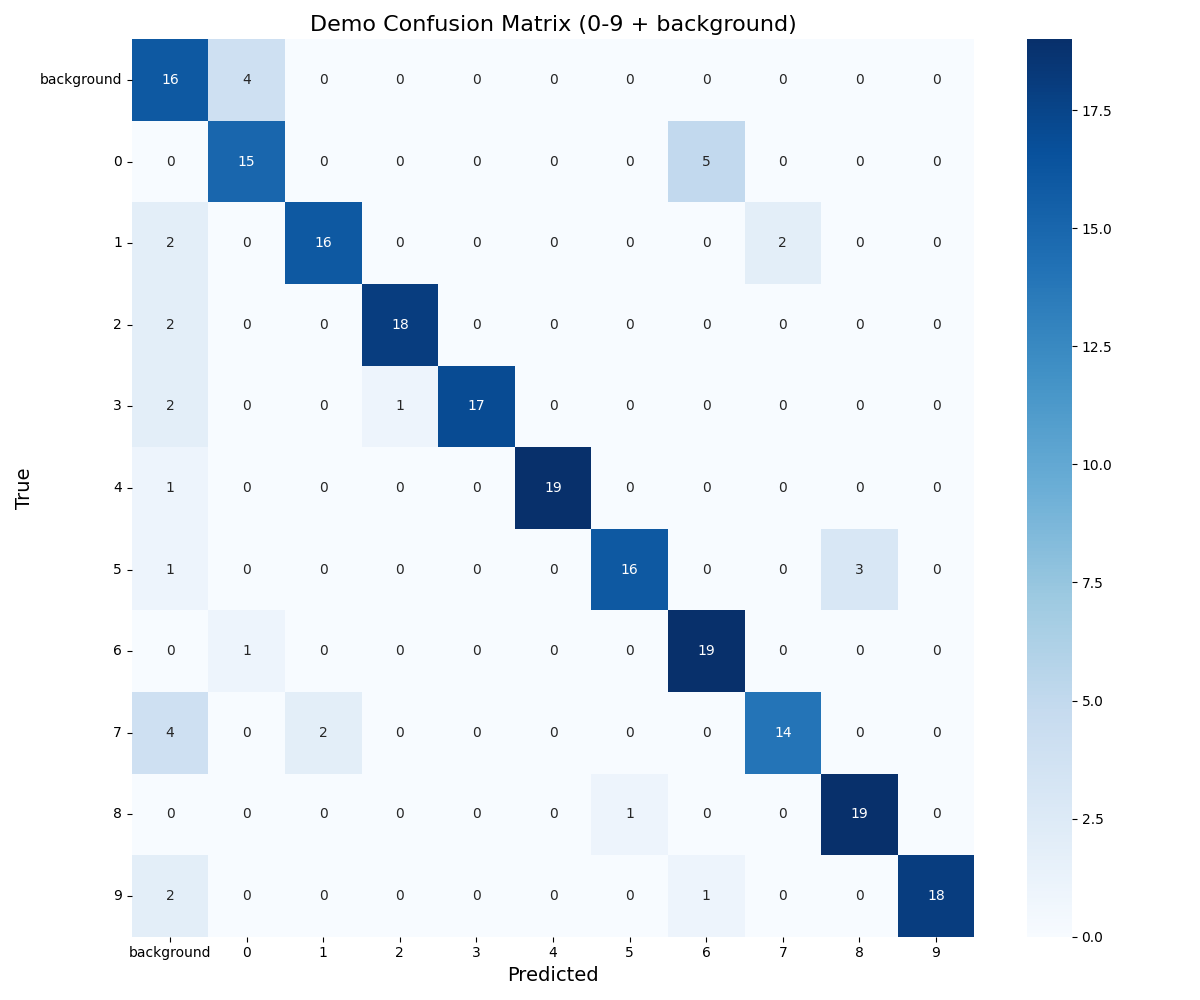 Demo Confusion Matrix (0-9 + background)
background 16 4 0 0 0 0 0 0 0 0 0
0 0 15 0 0 0 0 0 5 0 0 0
1 2 0 16 0 0 0 0 0 2 0 0
2 2 0 0 18 0 0 0 0 0 0 0
3 2 0 0 1 17 0 0 0 0 0 0
4 1 0 0 0 0 19 0 0 0 0 0
5 1 0 0 0 0 0 16 0 0 3 0
6 0 1 0 0 0 0 0 19 0 0 0
7 4 0 2 0 0 0 0 0 14 0 0
8 0 0 0 0 0 0 1 0 0 19 0
9 2 0 0 0 0 0 0 1 0 0 18
background 0 1 2 3 4 5 6 7 8 9
Predicted
True
17.5
15.0
12.5
10.0
7.5
5.0
2.5
0.0